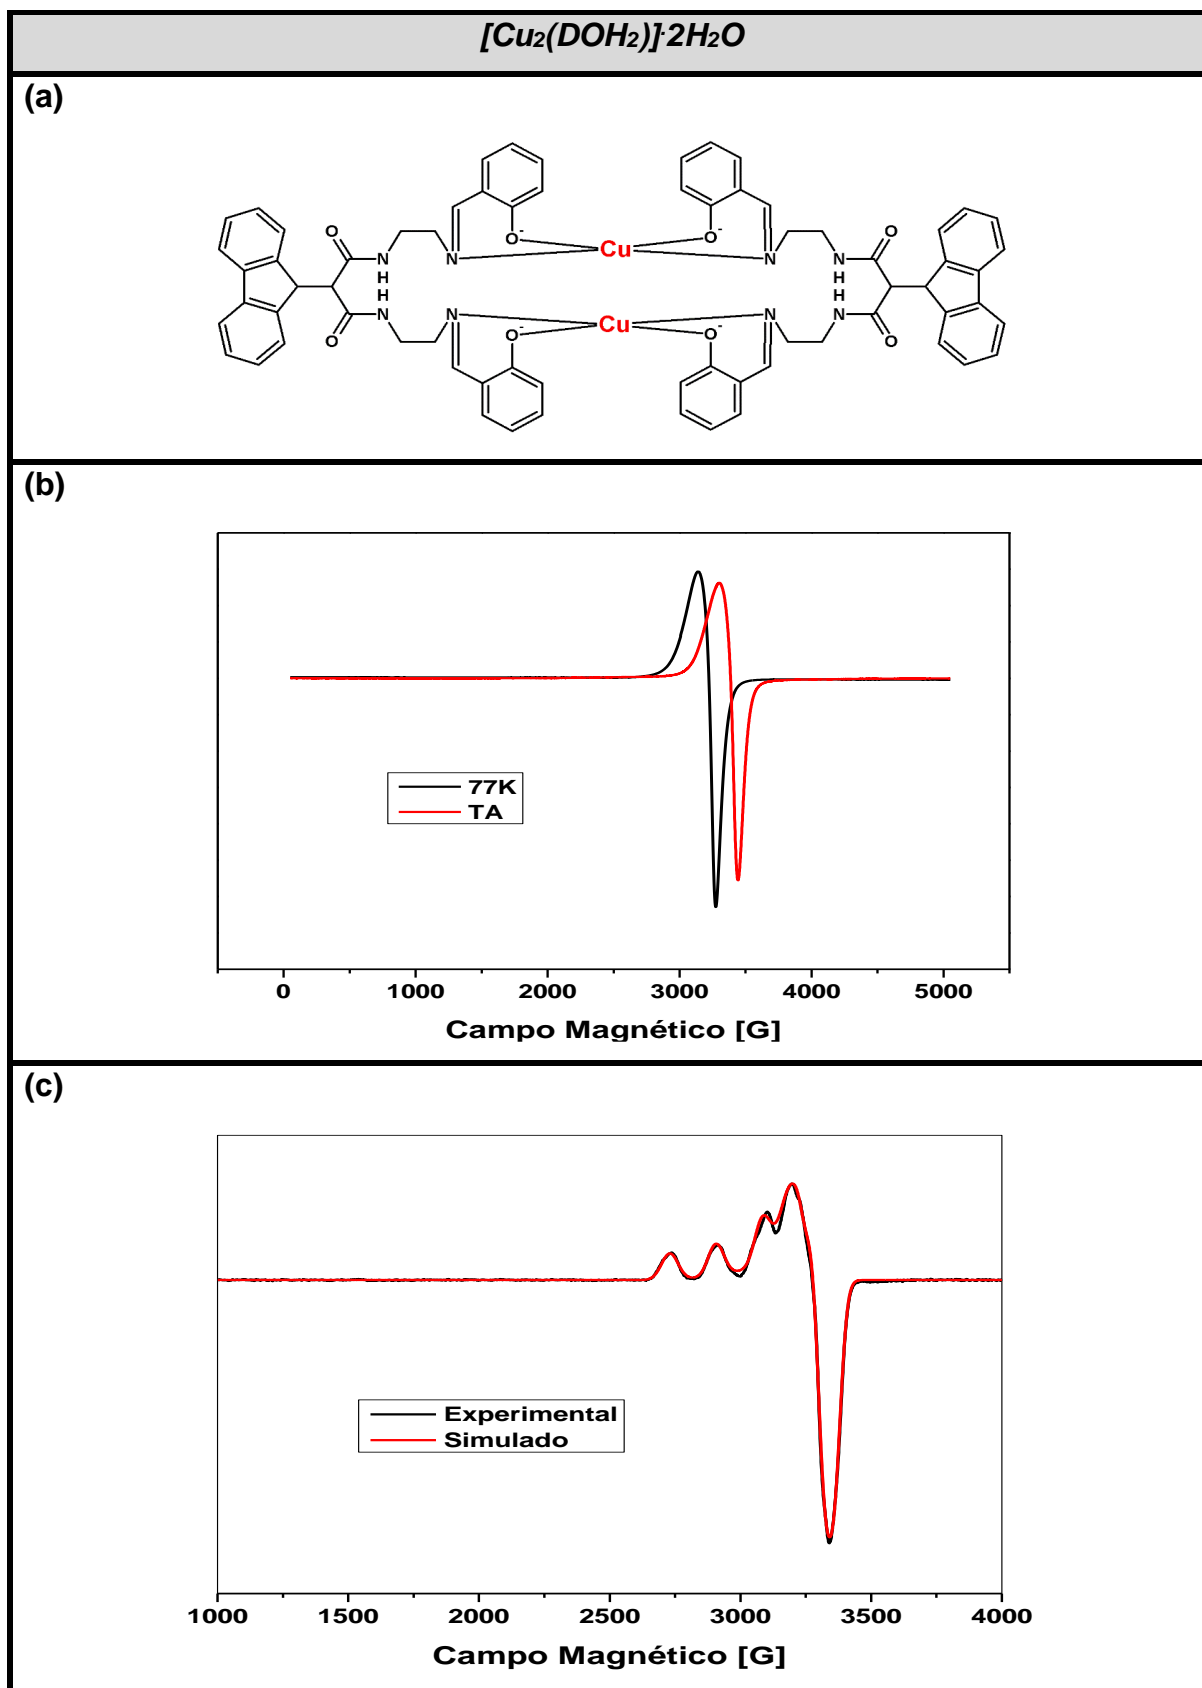 [Cu2(DOH2)]·2H2O
(a)
O N H N O - Cu O - N N H O
O H N N O - Cu O - N H N O
(b)
77K
TA
0 1000 2000 3000 4000 5000
Campo Magnético [G]
(c)
Experimental
Simulado
1000 1500 2000 2500 3000 3500 4000
Campo Magnético [G]